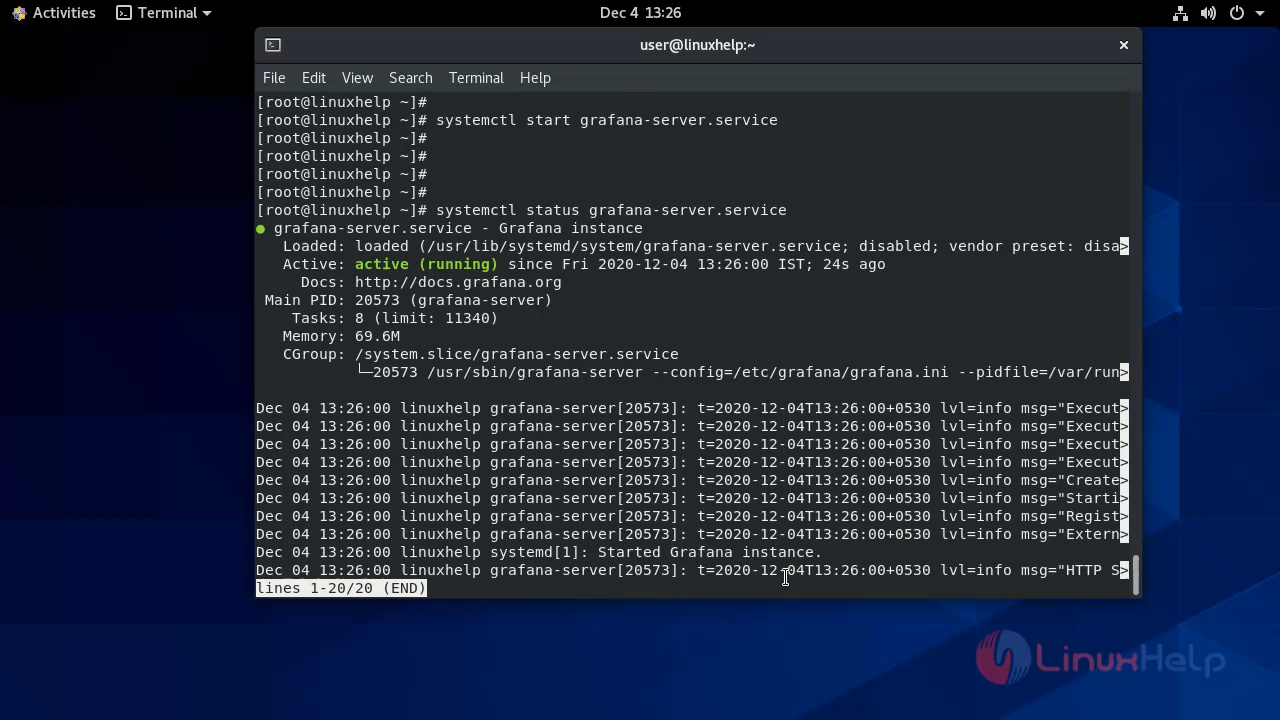 Activities
Terminal
Dec 4 13:26
user@linuxhelp:~
File Edit View Search Terminal Help
[root@linuxhelp ~]#
[root@linuxhelp ~]# systemctl start grafana-server.service
[root@linuxhelp ~]#
[root@linuxhelp ~]#
[root@linuxhelp ~]#
[root@linuxhelp ~]#
[root@linuxhelp ~]# systemctl status grafana-server.service
● grafana-server.service - Grafana instance
Loaded: loaded (/usr/lib/systemd/system/grafana-server.service; disabled; vendor preset: disa>
Active: active (running) since Fri 2020-12-04 13:26:00 IST; 24s ago
Docs: http://docs.grafana.org
Main PID: 20573 (grafana-server)
Tasks: 8 (limit: 11340)
Memory: 69.6M
CGroup: /system.slice/grafana-server.service
└─20573 /usr/sbin/grafana-server --config=/etc/grafana/grafana.ini --pidfile=/var/run>
Dec 04 13:26:00 linuxhelp grafana-server[20573]: t=2020-12-04T13:26:00+0530 lvl=info msg="Execut>
Dec 04 13:26:00 linuxhelp grafana-server[20573]: t=2020-12-04T13:26:00+0530 lvl=info msg="Execut>
Dec 04 13:26:00 linuxhelp grafana-server[20573]: t=2020-12-04T13:26:00+0530 lvl=info msg="Execut>
Dec 04 13:26:00 linuxhelp grafana-server[20573]: t=2020-12-04T13:26:00+0530 lvl=info msg="Execut>
Dec 04 13:26:00 linuxhelp grafana-server[20573]: t=2020-12-04T13:26:00+0530 lvl=info msg="Create>
Dec 04 13:26:00 linuxhelp grafana-server[20573]: t=2020-12-04T13:26:00+0530 lvl=info msg="Starti>
Dec 04 13:26:00 linuxhelp grafana-server[20573]: t=2020-12-04T13:26:00+0530 lvl=info msg="Regist>
Dec 04 13:26:00 linuxhelp grafana-server[20573]: t=2020-12-04T13:26:00+0530 lvl=info msg="Extern>
Dec 04 13:26:00 linuxhelp systemd[1]: Started Grafana instance.
Dec 04 13:26:00 linuxhelp grafana-server[20573]: t=2020-12-04T13:26:00+0530 lvl=info msg="HTTP S>
lines 1-20/20 (END)
LinuxHelp